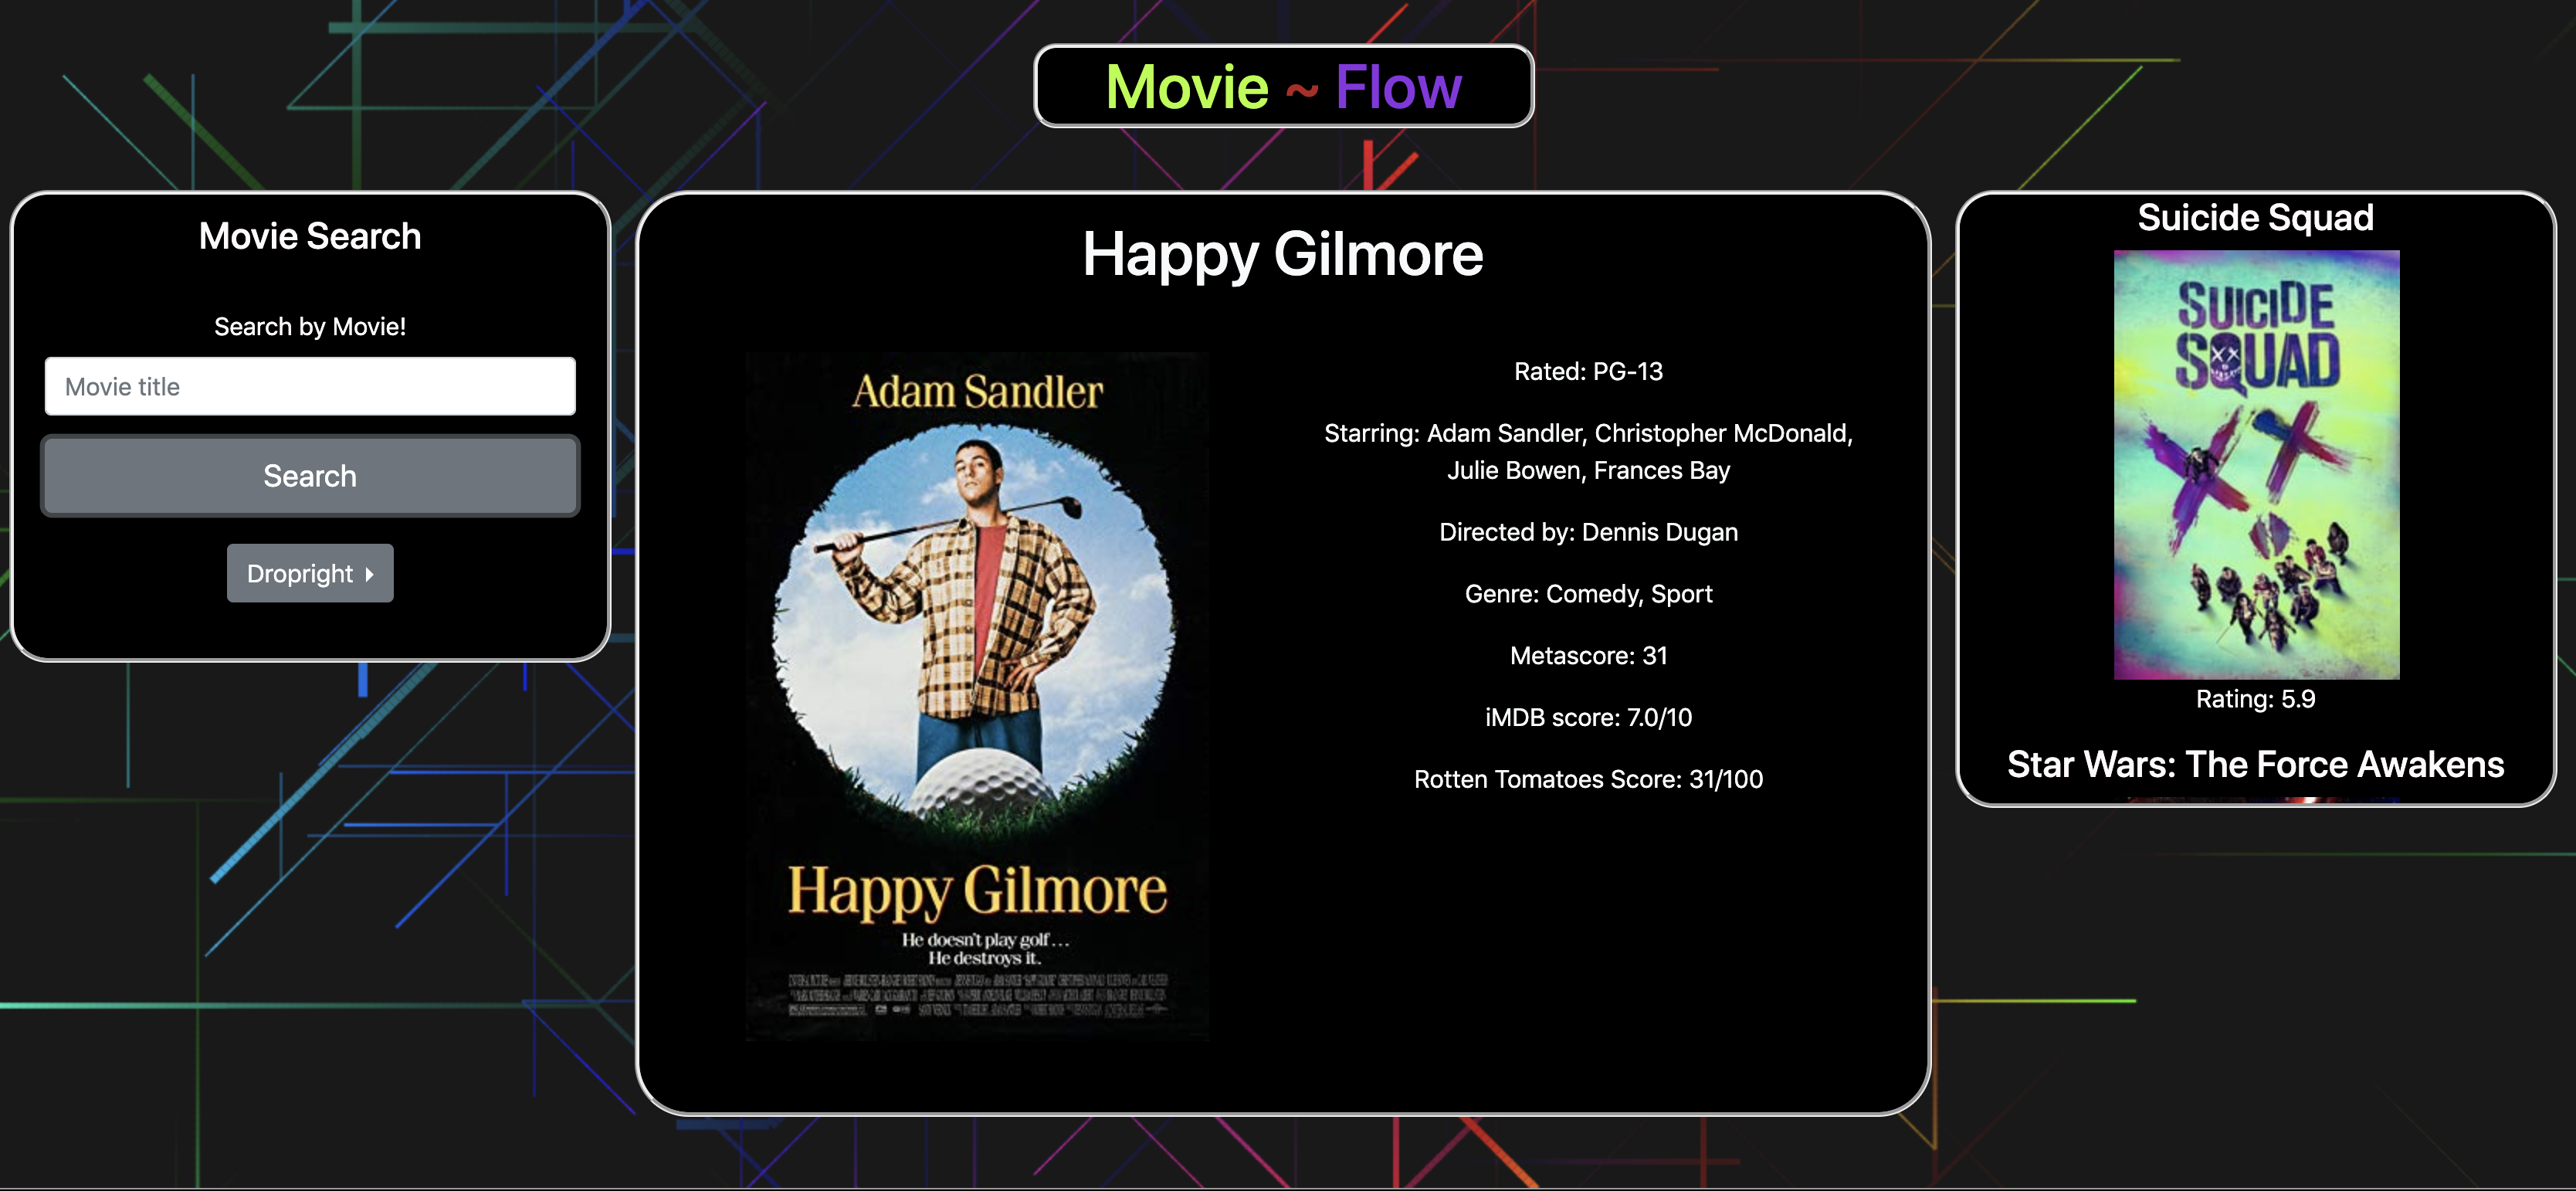 Movie ~ Flow
Movie Search
Search by Movie!
Movie title
Search
Dropright
Happy Gilmore
Adam Sandler
Happy Gilmore
He doesn't play golf...
He destroys it.
Rated: PG-13
Starring: Adam Sandler, Christopher McDonald,
Julie Bowen, Frances Bay
Directed by: Dennis Dugan
Genre: Comedy, Sport
Metascore: 31
iMDB score: 7.0/10
Rotten Tomatoes Score: 31/100
Suicide Squad
SUICIDE
SQUAD
Rating: 5.9
Star Wars: The Force Awakens